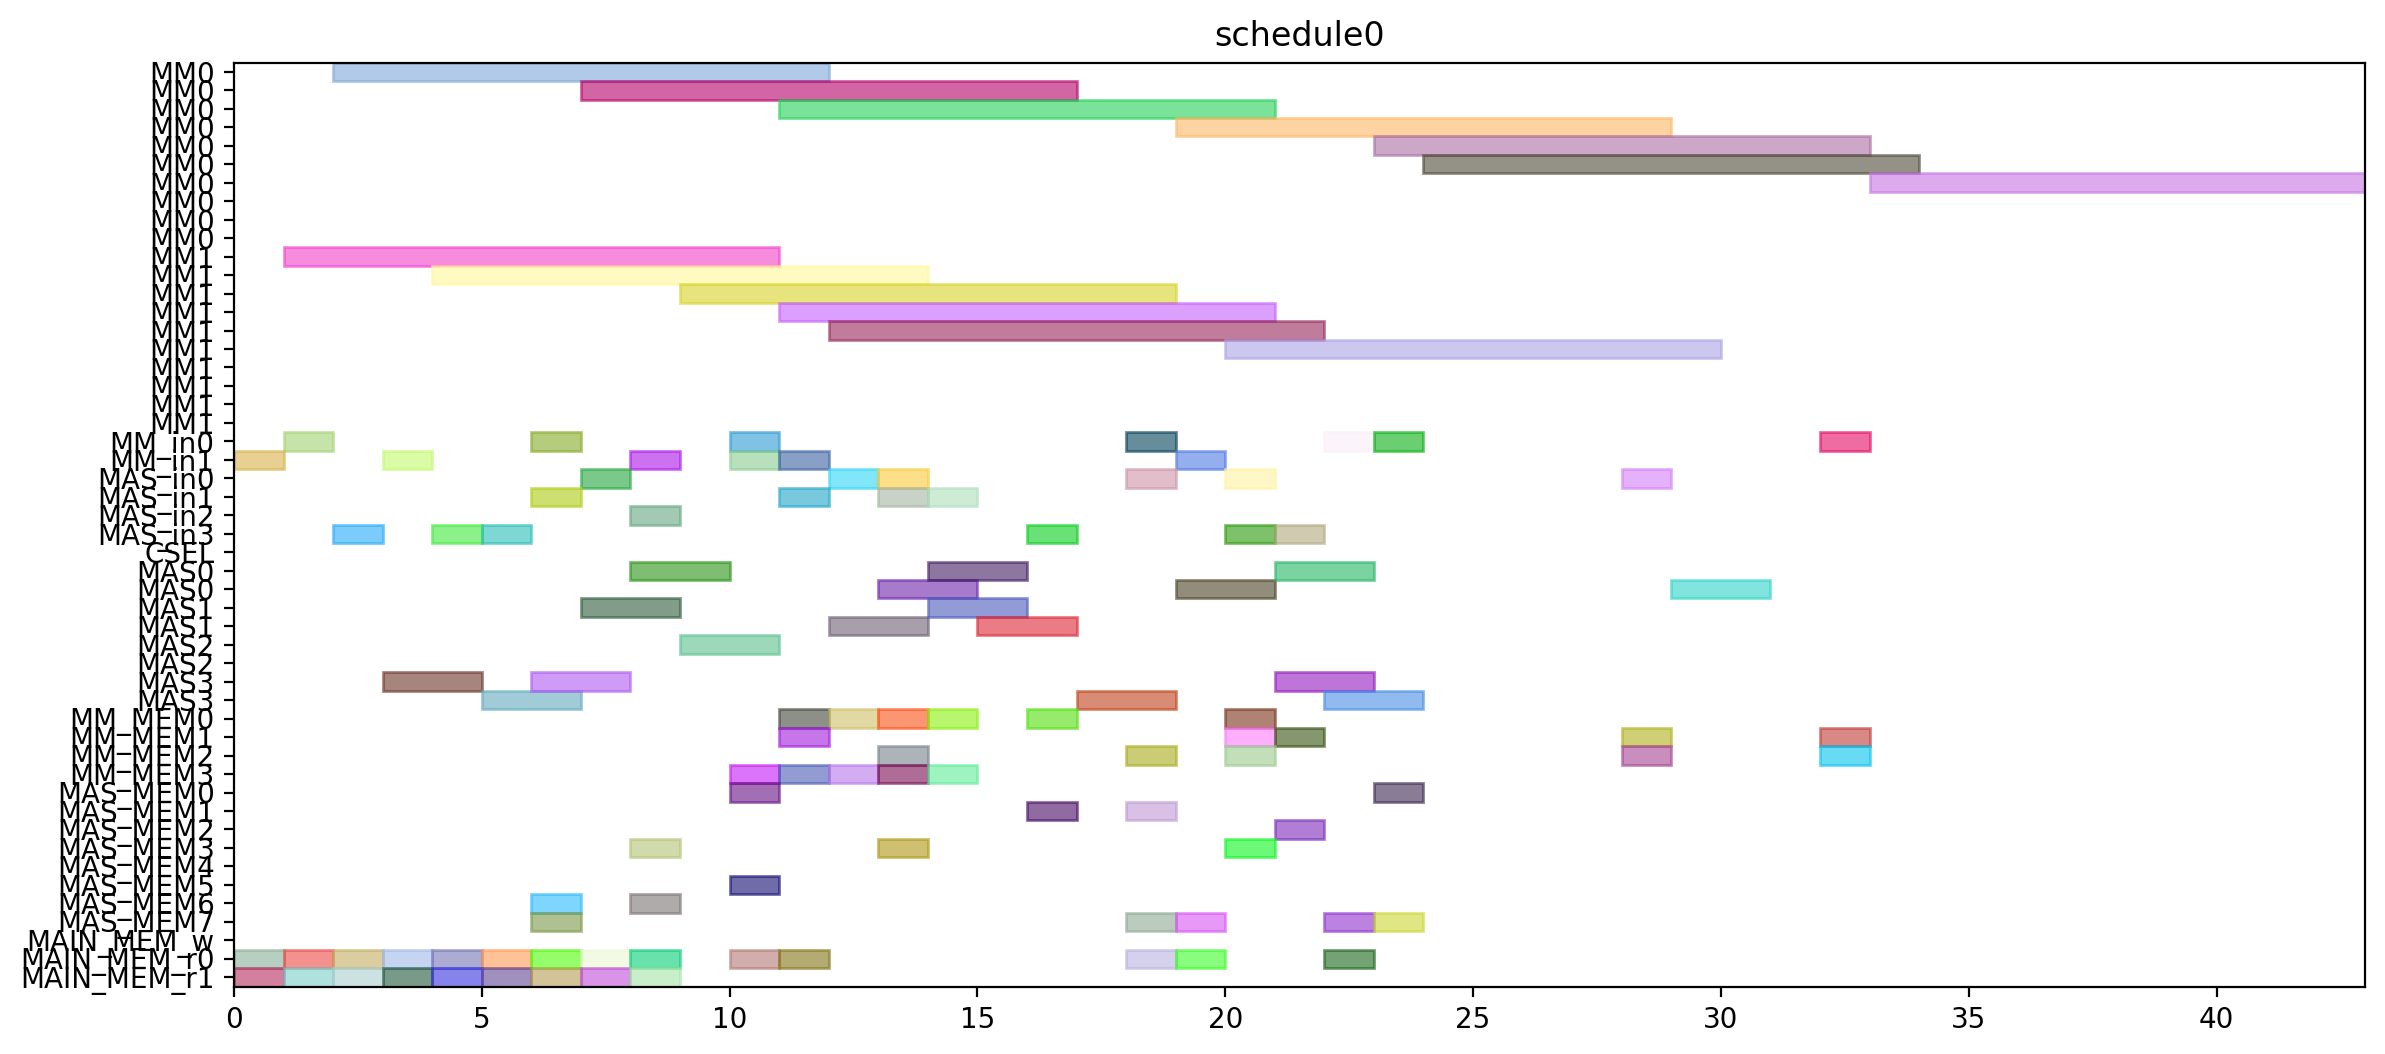 schedule0
MM0
MM0
MM0
MM0
MM0
MM0
MM0
MM0
MM0
MM0
MM1
MM1
MM1
MM1
MM1
MM1
MM1
MM1
MM1
MM1
MM_in0
MM_in1
MAS_in0
MAS_in1
MAS_in2
MAS_in3
CSEL
MAS0
MAS0
MAS1
MAS1
MAS2
MAS2
MAS3
MAS3
MM_MEM0
MM_MEM1
MM_MEM2
MM_MEM3
MAS_MEM0
MAS_MEM1
MAS_MEM2
MAS_MEM3
MAS_MEM4
MAS_MEM5
MAS_MEM6
MAS_MEM7
MAIN_MEM_w
MAIN_MEM_r0
MAIN_MEM_r1
0 5 10 15 20 25 30 35 40